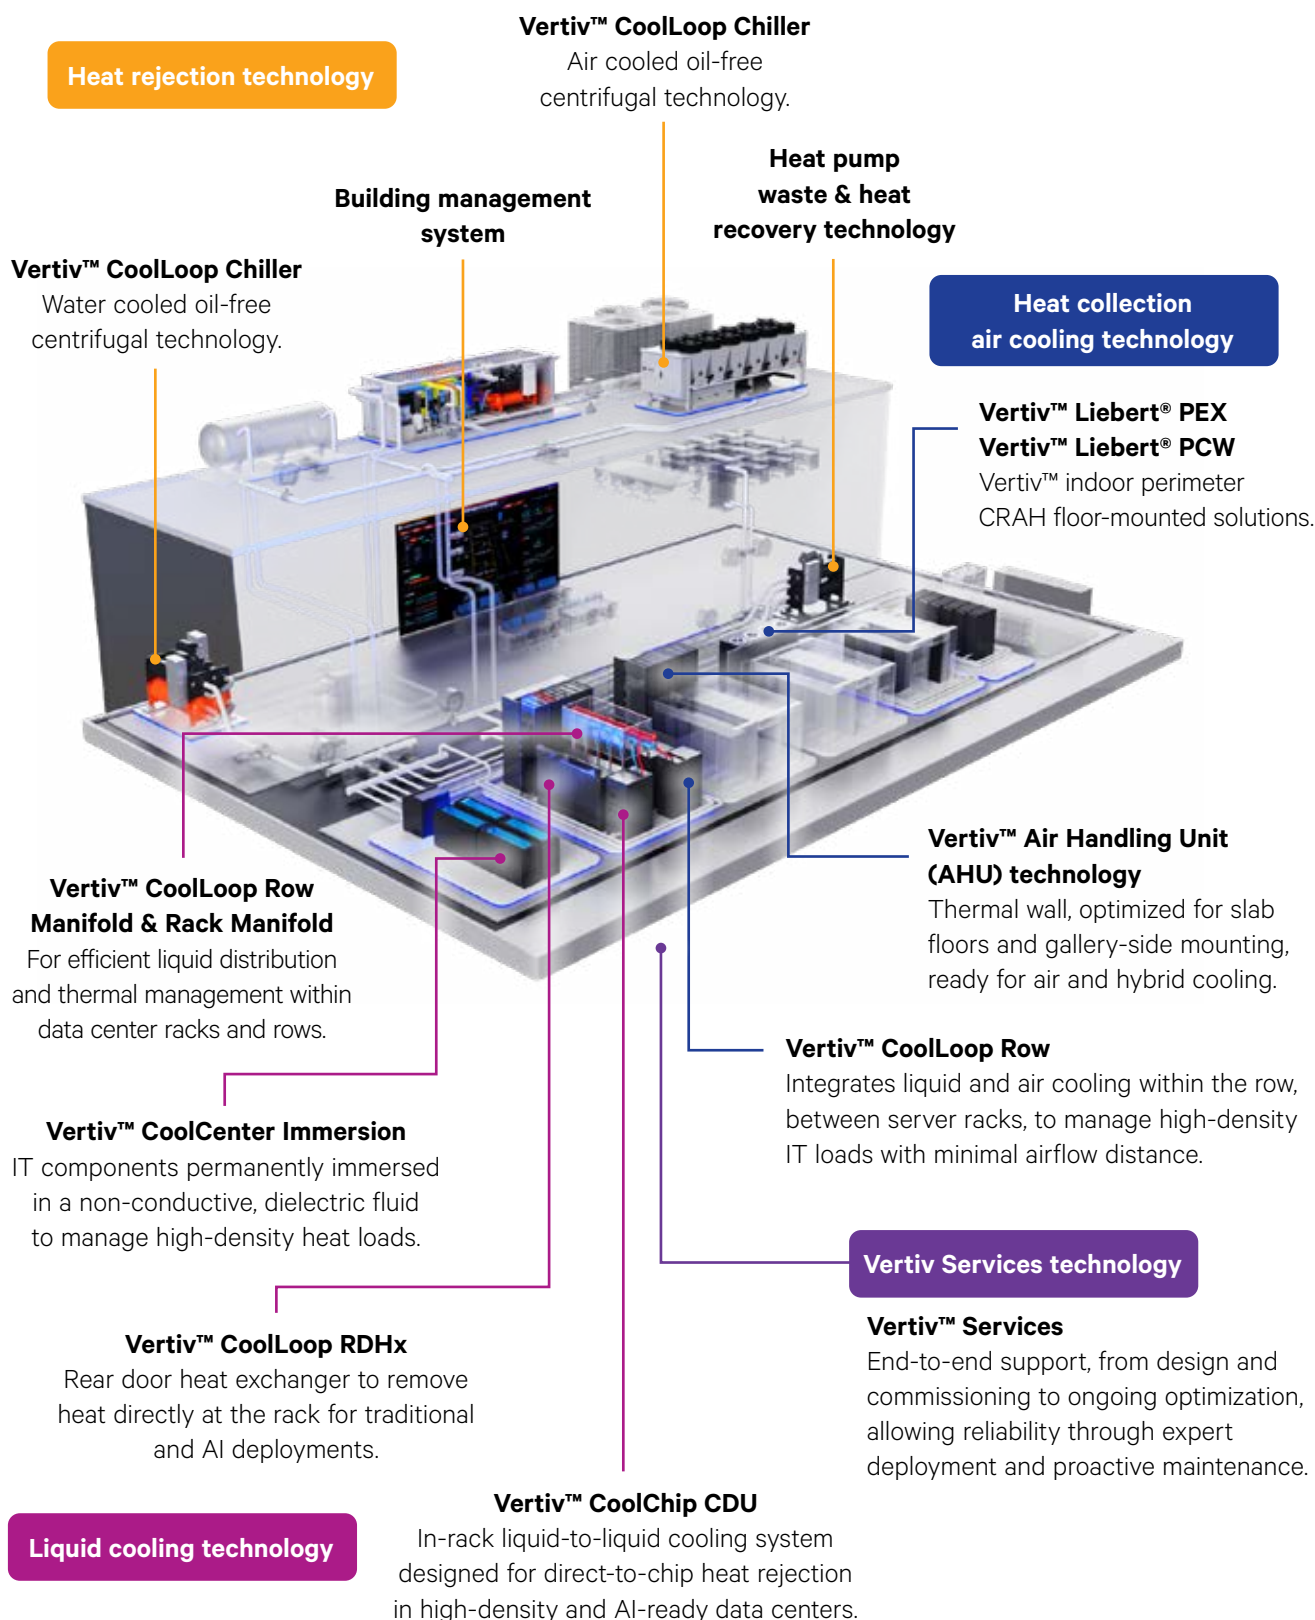 Heat rejection technology
Vertiv™ CoolLoop Chiller
Air cooled oil-free
centrifugal technology.
Heat pump
waste & heat
recovery technology
Building management
system
Vertiv™ CoolLoop Chiller
Water cooled oil-free
centrifugal technology.
Heat collection
air cooling technology
Vertiv™ Liebert® PEX
Vertiv™ Liebert® PCW
Vertiv™ indoor perimeter
CRAH floor-mounted solutions.
Vertiv™ Air Handling Unit
(AHU) technology
Thermal wall, optimized for slab
floors and gallery-side mounting,
ready for air and hybrid cooling.
Vertiv™ CoolLoop Row
Manifold & Rack Manifold
For efficient liquid distribution
and thermal management within
data center racks and rows.
Vertiv™ CoolLoop Row
Integrates liquid and air cooling within the row,
between server racks, to manage high-density
IT loads with minimal airflow distance.
Vertiv™ CoolCenter Immersion
IT components permanently immersed
in a non-conductive, dielectric fluid
to manage high-density heat loads.
Vertiv Services technology
Vertiv™ Services
End-to-end support, from design and
commissioning to ongoing optimization,
allowing reliability through expert
deployment and proactive maintenance.
Vertiv™ CoolLoop RDHx
Rear door heat exchanger to remove
heat directly at the rack for traditional
and AI deployments.
Liquid cooling technology
Vertiv™ CoolChip CDU
In-rack liquid-to-liquid cooling system
designed for direct-to-chip heat rejection
in high-density and AI-ready data centers.